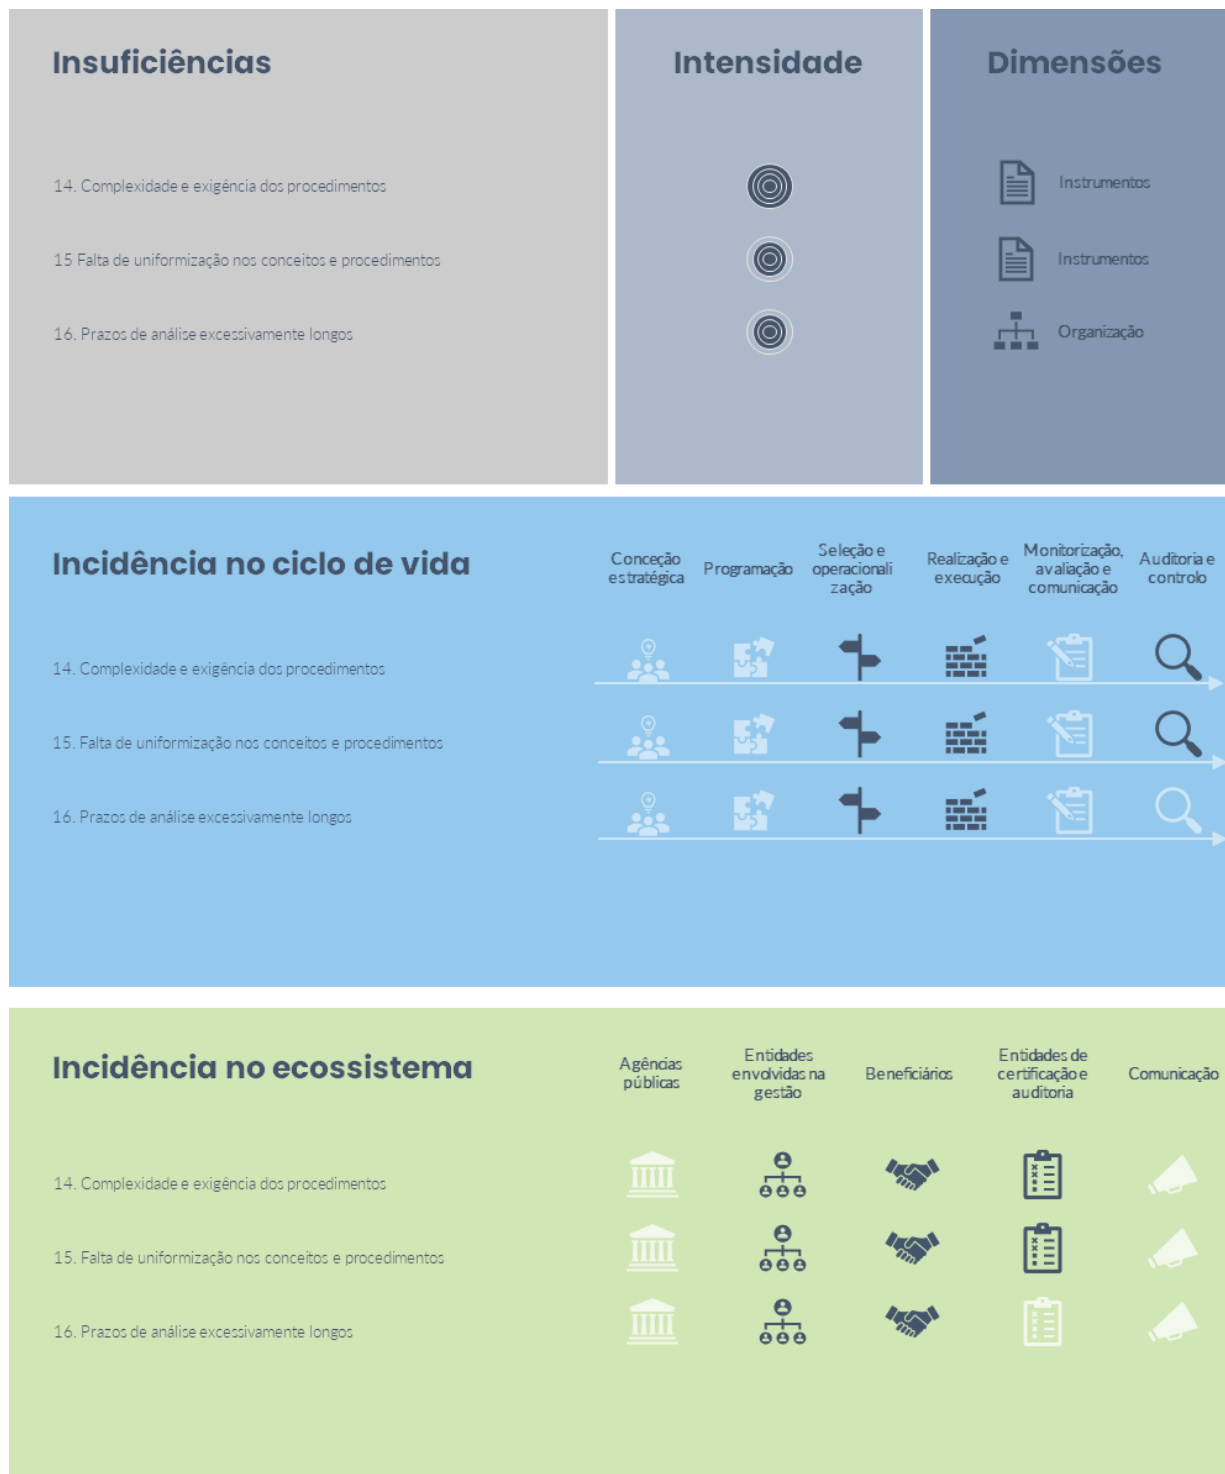 Insuficiências
Intensidade
Dimensões
14. Complexidade e exigência dos procedimentos
Instrumentos
15 Falta de uniformização nos conceitos e procedimentos
Instrumentos
16. Prazos de análise excessivamente longos
Organização
Incidência no ciclo de vida
Conceção
estratégica
Programação
Seleção e
operacionali
zação
Realização e
execução
Monitorização,
avaliação e
comunicação
Auditoria e
controlo
14. Complexidade e exigência dos procedimentos
15. Falta de uniformização nos conceitos e procedimentos
16. Prazos de análise excessivamente longos
Incidência no ecossistema
Agências
públicas
Entidades
envolvidas na
gestão
Beneficiários
Entidades de
certificação e
auditoria
Comunicação
14. Complexidade e exigência dos procedimentos
15. Falta de uniformização nos conceitos e procedimentos
16. Prazos de análise excessivamente longos